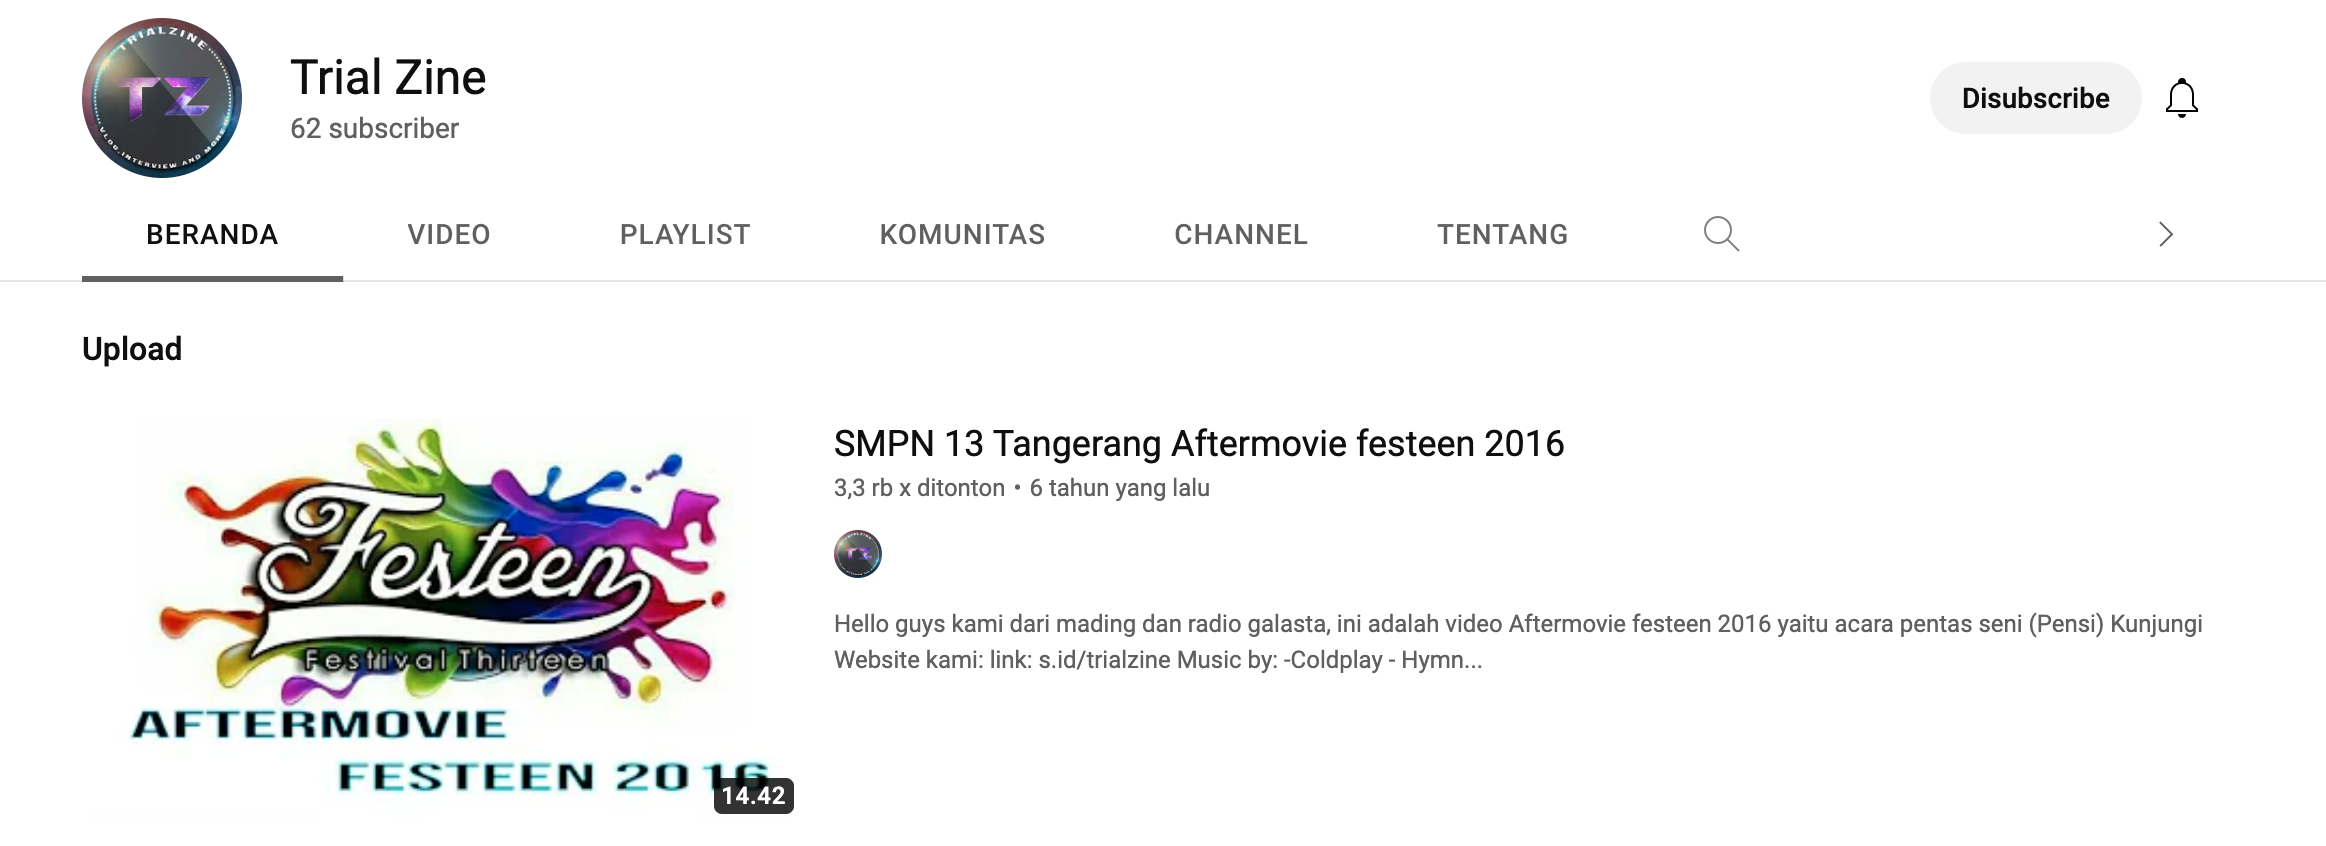 TRIALZINE
TZ
VLOG,INTERVIEW AND MORE
Trial Zine
62 subscriber
Disubscribe
BERANDA
VIDEO
PLAYLIST
KOMUNITAS
CHANNEL
TENTANG
Upload
Festeen
Festival Thirteen
AFTERMOVIE
FESTEEN 2016
14.42
SMPN 13 Tangerang Aftermovie festeen 2016
3,3 rb x ditonton • 6 tahun yang lalu
TZ
Hello guys kami dari mading dan radio galasta, ini adalah video Aftermovie festeen 2016 yaitu acara pentas seni (Pensi) Kunjungi
Website kami: link: s.id/trialzine Music by: -Coldplay - Hymn...